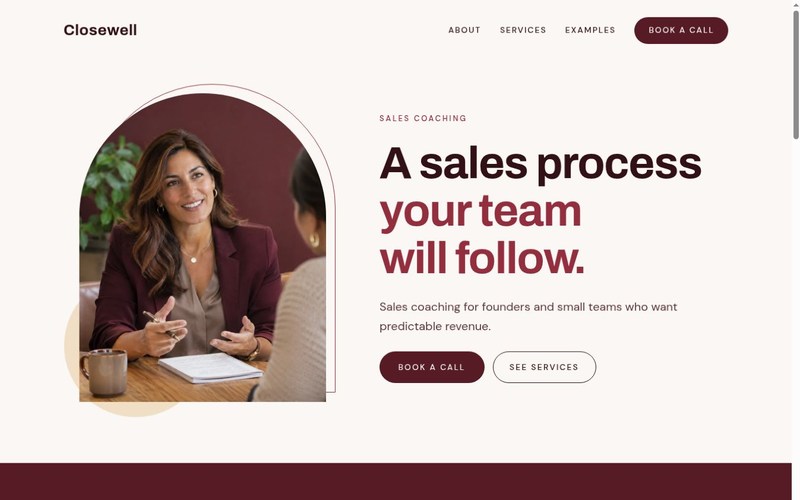 Closewell
ABOUT SERVICES EXAMPLES BOOK A CALL
SALES COACHING
A sales process
your team
will follow.
Sales coaching for founders and small teams who want
predictable revenue.
BOOK A CALL SEE SERVICES